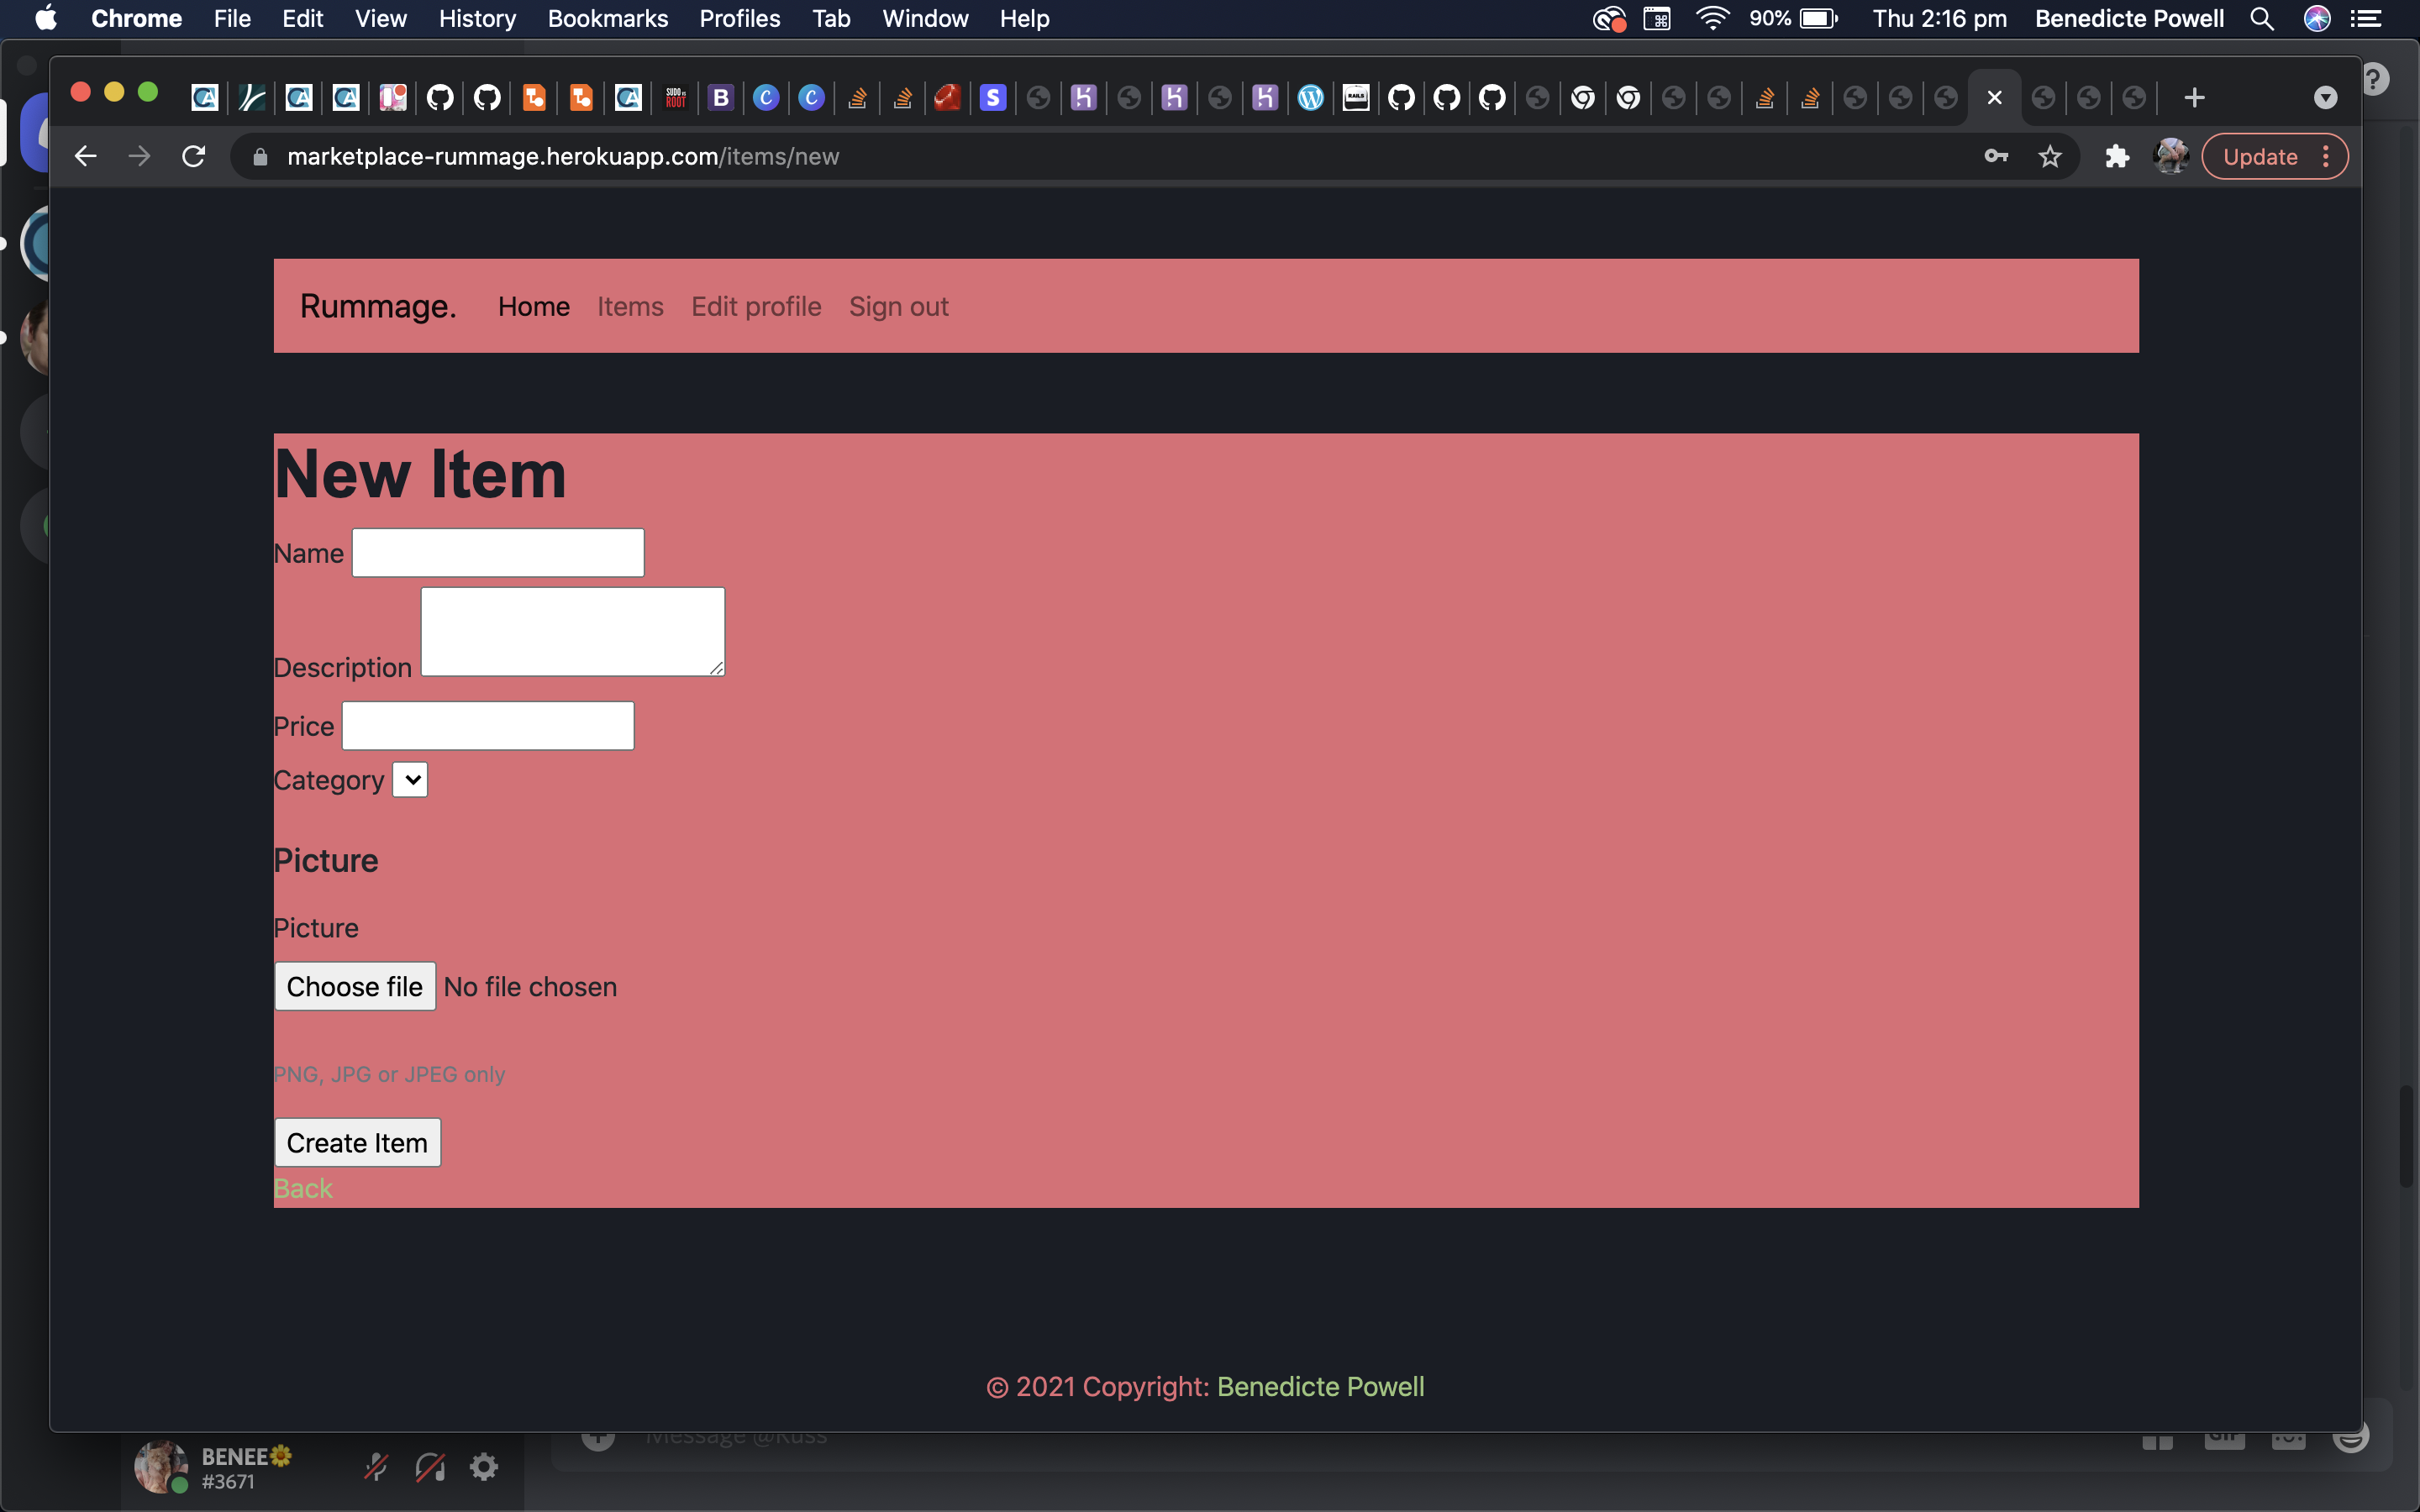 Chrome File Edit View History Bookmarks Profiles Tab Window Help 90% Thu 2:16 pm Benedicte Powell
marketplace-rummage.herokuapp.com/items/new Update
Rummage. Home Items Edit profile Sign out
New Item
Name
Description
Price
Category
Picture
Picture
Choose file No file chosen
PNG, JPG or JPEG only
Create Item
Back
© 2021 Copyright: Benedicte Powell
Message @Russ
BENEE🌼
#3671